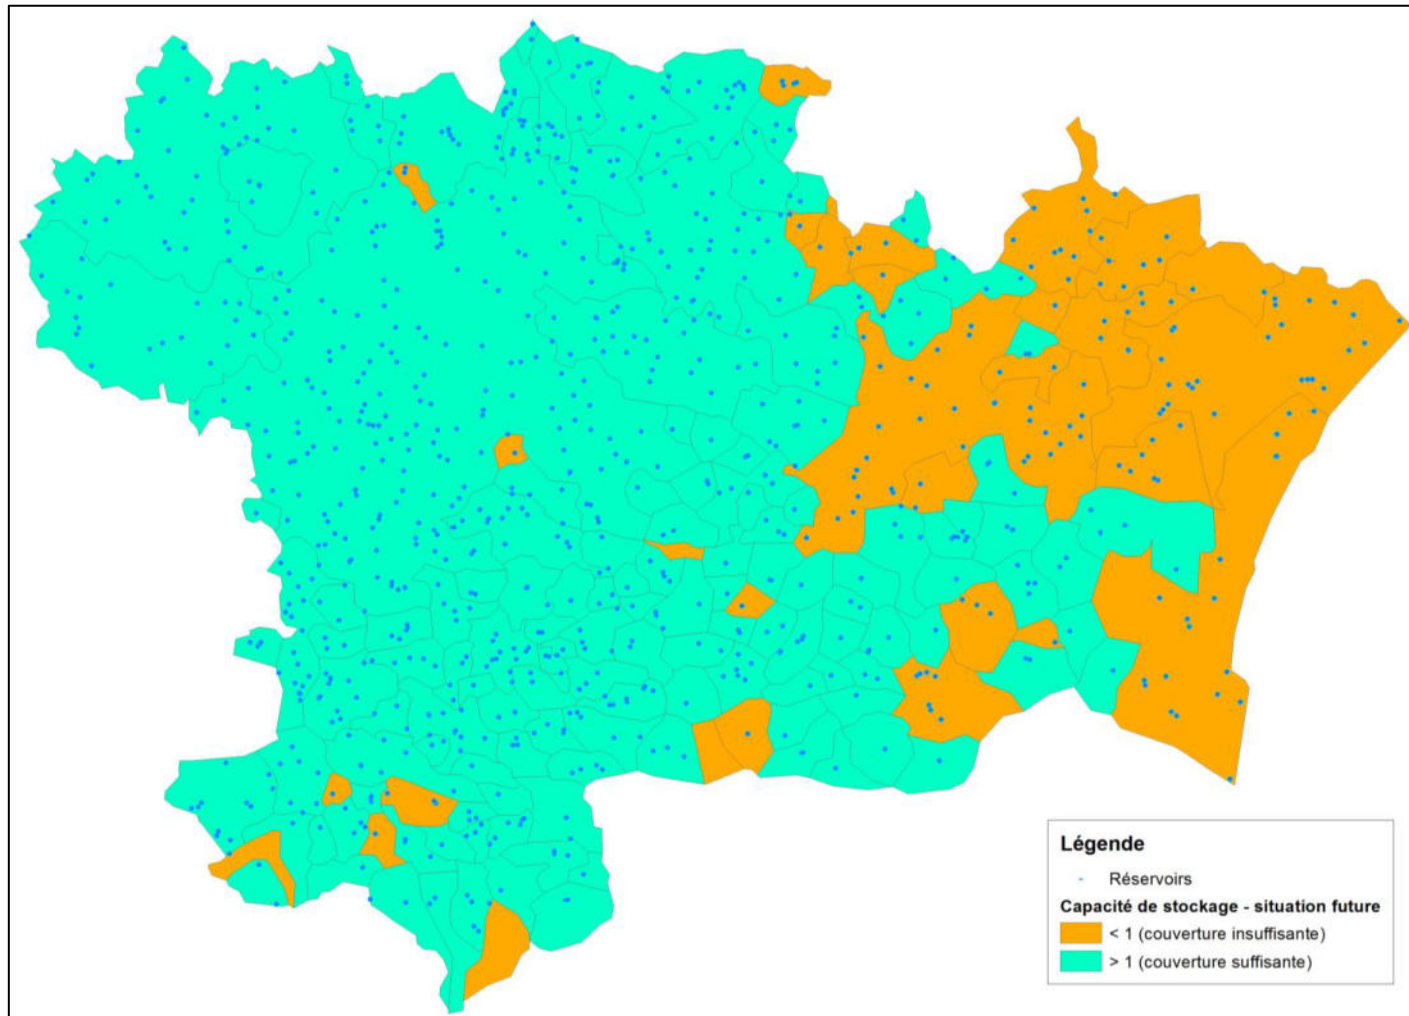 Légende
Réservoirs
Capacité de stockage - situation future
< 1 (couverture insuffisante)
> 1 (couverture suffisante)